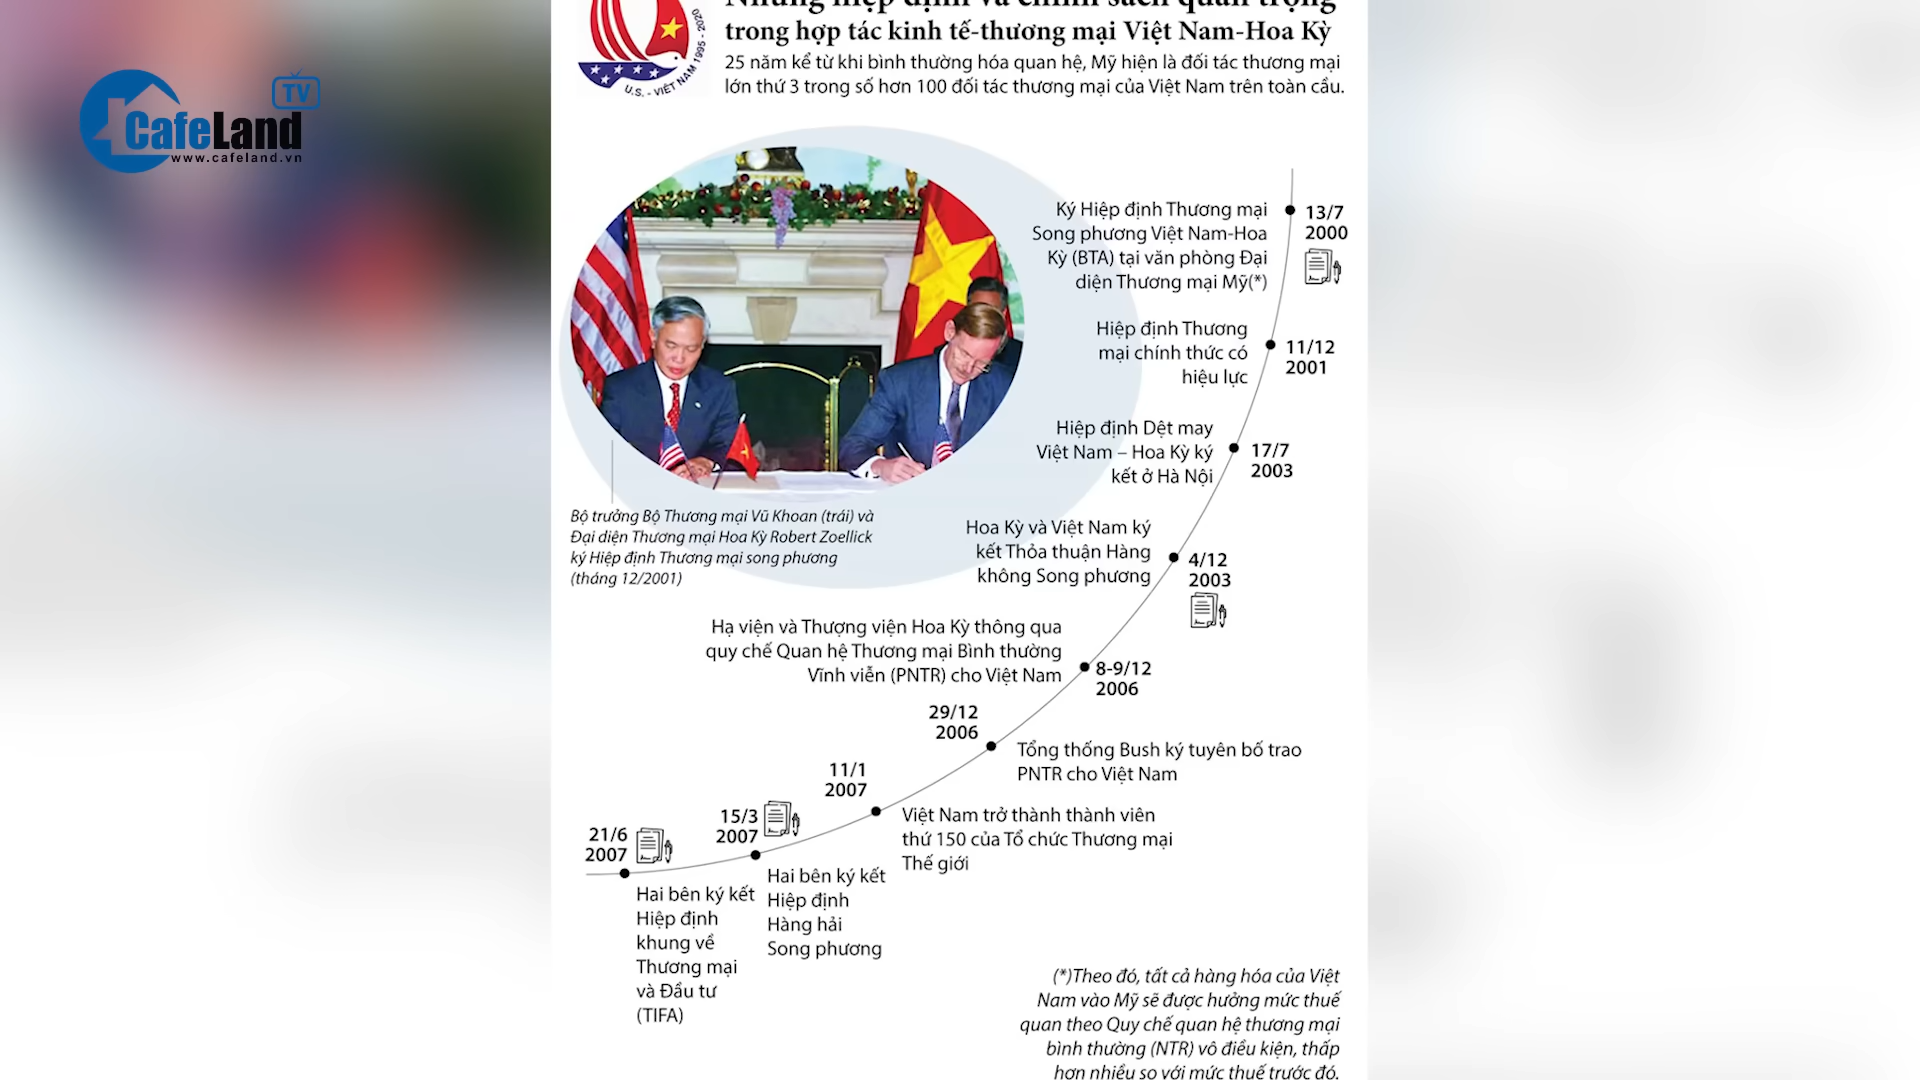 CafeLand
TV
www.cafeland.vn
U.S. - VIỆT NAM 1995 - 2020
Những hiệp định và chính sách quan trọng
trong hợp tác kinh tế-thương mại Việt Nam-Hoa Kỳ
25 năm kể từ khi bình thường hóa quan hệ, Mỹ hiện là đối tác thương mại
lớn thứ 3 trong số hơn 100 đối tác thương mại của Việt Nam trên toàn cầu.
Ký Hiệp định Thương mại
Song phương Việt Nam-Hoa
Kỳ (BTA) tại văn phòng Đại
diện Thương mại Mỹ(*)
13/7
2000
Hiệp định Thương
mại chính thức có
hiệu lực
11/12
2001
Hiệp định Dệt may
Việt Nam – Hoa Kỳ ký
kết ở Hà Nội
17/7
2003
Bộ trưởng Bộ Thương mại Vũ Khoan (trái) và
Đại diện Thương mại Hoa Kỳ Robert Zoellick
ký Hiệp định Thương mại song phương
(tháng 12/2001)
Hoa Kỳ và Việt Nam ký
kết Thỏa thuận Hàng
không Song phương
4/12
2003
Hạ viện và Thượng viện Hoa Kỳ thông qua
quy chế Quan hệ Thương mại Bình thường
Vĩnh viễn (PNTR) cho Việt Nam
8-9/12
2006
29/12
2006
Tổng thống Bush ký tuyên bố trao
PNTR cho Việt Nam
11/1
2007
Việt Nam trở thành thành viên
thứ 150 của Tổ chức Thương mại
Thế giới
15/3
2007
Hai bên ký kết
Hiệp định
Hàng hải
Song phương
21/6
2007
Hai bên ký kết
Hiệp định
khung về
Thương mại
và Đầu tư
(TIFA)
(*)Theo đó, tất cả hàng hóa của Việt
Nam vào Mỹ sẽ được hưởng mức thuế
quan theo Quy chế quan hệ thương mại
bình thường (NTR) vô điều kiện, thấp
hơn nhiều so với mức thuế trước đó.